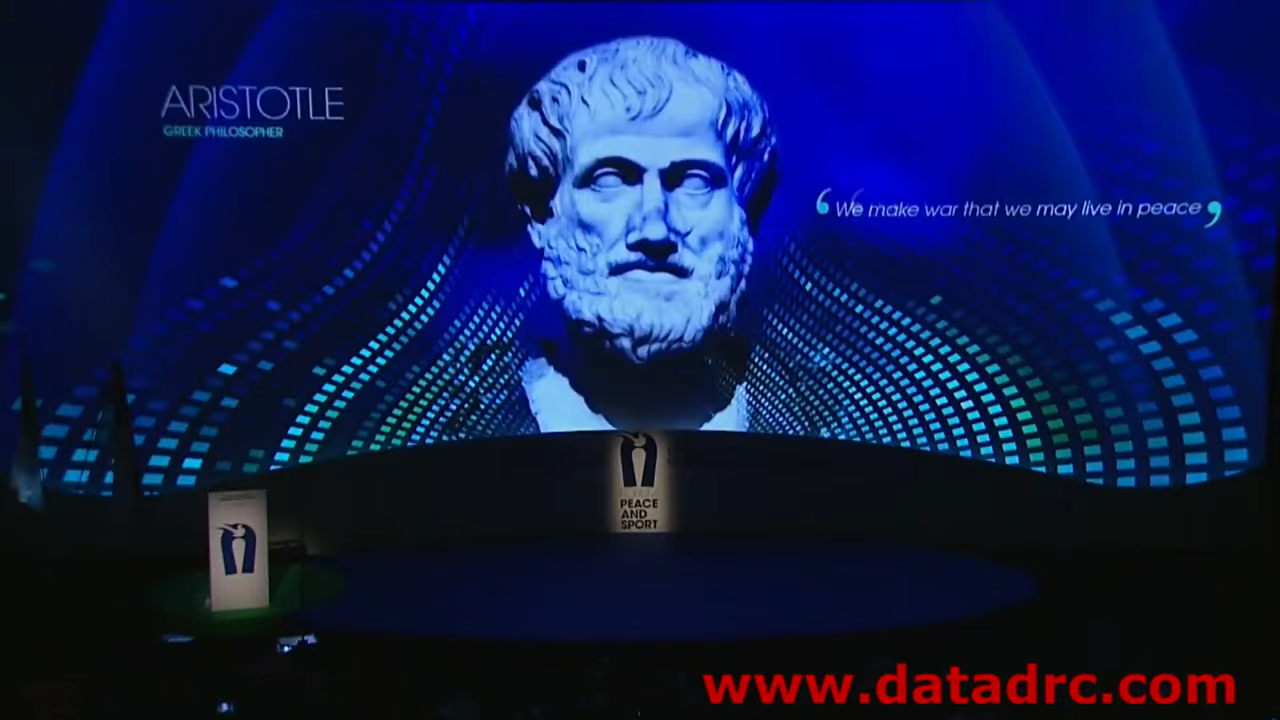 ARISTOTLE
GREEK PHILOSOPHER
‘ We make war that we may live in peace ’
PEACE
AND
SPORT
www.datadrc.com